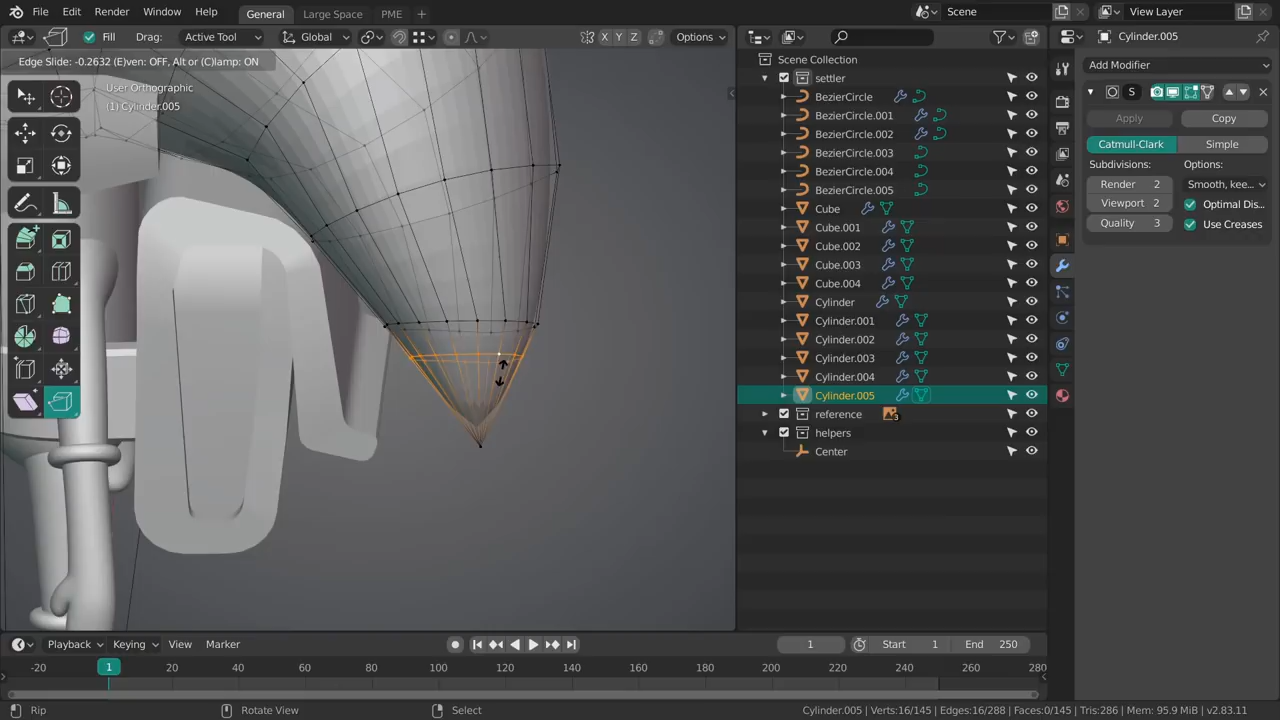 File Edit Render Window Help General Large Space PME + Scene View Layer
Fill Drag: Active Tool Global X Y Z Options Cylinder.005
Edge Slide: -0.2632 (E)ven: OFF, Alt or (C)lamp: ON
User Orthographic
(1) Cylinder.005
Scene Collection
settler
BezierCircle
BezierCircle.001
BezierCircle.002
BezierCircle.003
BezierCircle.004
BezierCircle.005
Cube
Cube.001
Cube.002
Cube.003
Cube.004
Cylinder
Cylinder.001
Cylinder.002
Cylinder.003
Cylinder.004
Cylinder.005
reference 3
helpers
Center
Add Modifier
S
Apply Copy
Catmull-Clark Simple
Subdivisions: Options:
Render 2 Smooth, kee...
Viewport 2 Optimal Dis...
Quality 3 Use Creases
Playback Keying View Marker 1 Start 1 End 250
-20 1 20 40 60 80 100 120 140 160 180 200 220 240 260 280
Rip Rotate View Select Cylinder.005 | Verts:16/145 | Edges:16/288 | Faces:0/145 | Tris:286 | Mem: 95.9 MiB | v2.83.11